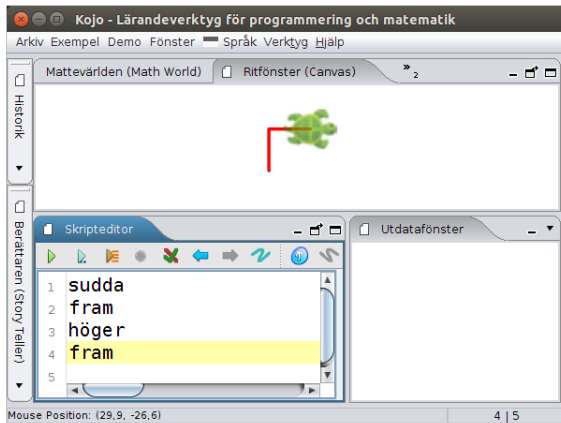 Kojo - Lärandeverktyg för programmering och matematik
Arkiv Exempel Demo Fönster Språk Verktyg Hjälp
Mattevärlden (Math World) Ritfönster (Canvas) »2
Historik
Berättaren (Story Teller)
Skripteditor
Utdatafönster
1 sudda
2 fram
3 höger
4 fram
5
Mouse Position: (29,9, -26,6) 4|5